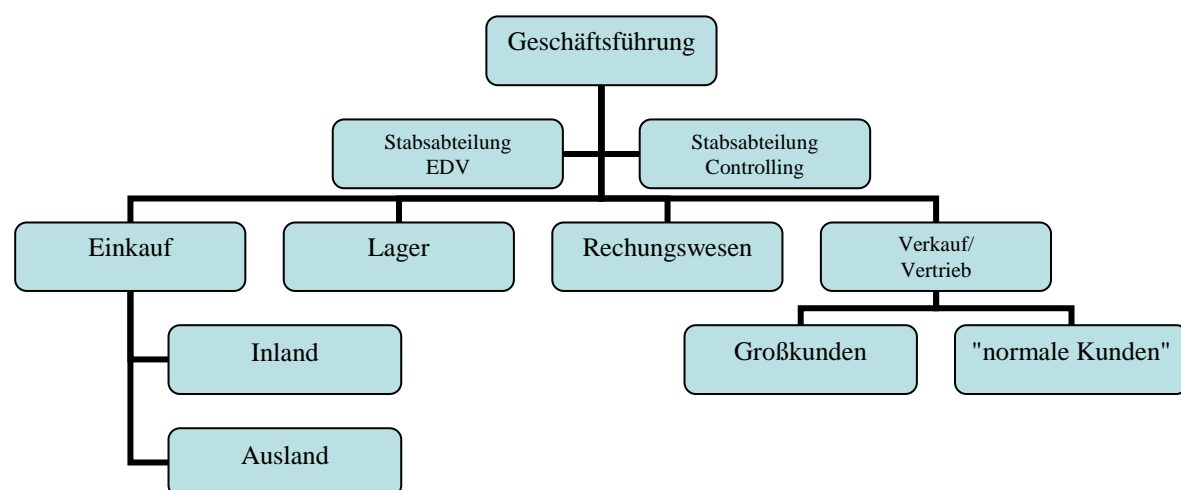 Geschäftsführung
Stabsabteilung
EDV
Stabsabteilung
Controlling
Einkauf
Lager
Rechungswesen
Verkauf/
Vertrieb
Inland
Ausland
Großkunden
"normale Kunden"